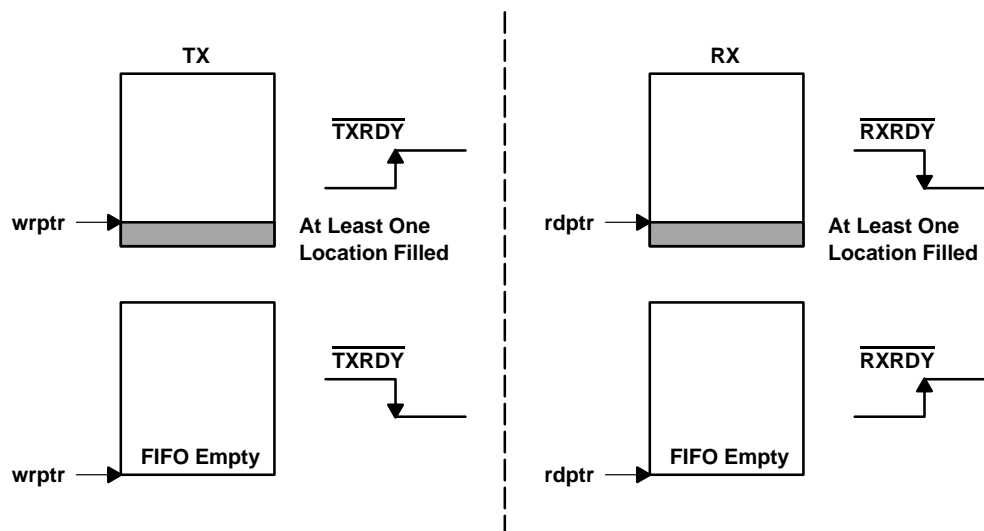 TX
TXRDY
wrptr
At Least One
Location Filled
TXRDY
FIFO Empty
wrptr
RX
RXRDY
rdptr
At Least One
Location Filled
RXRDY
FIFO Empty
rdptr